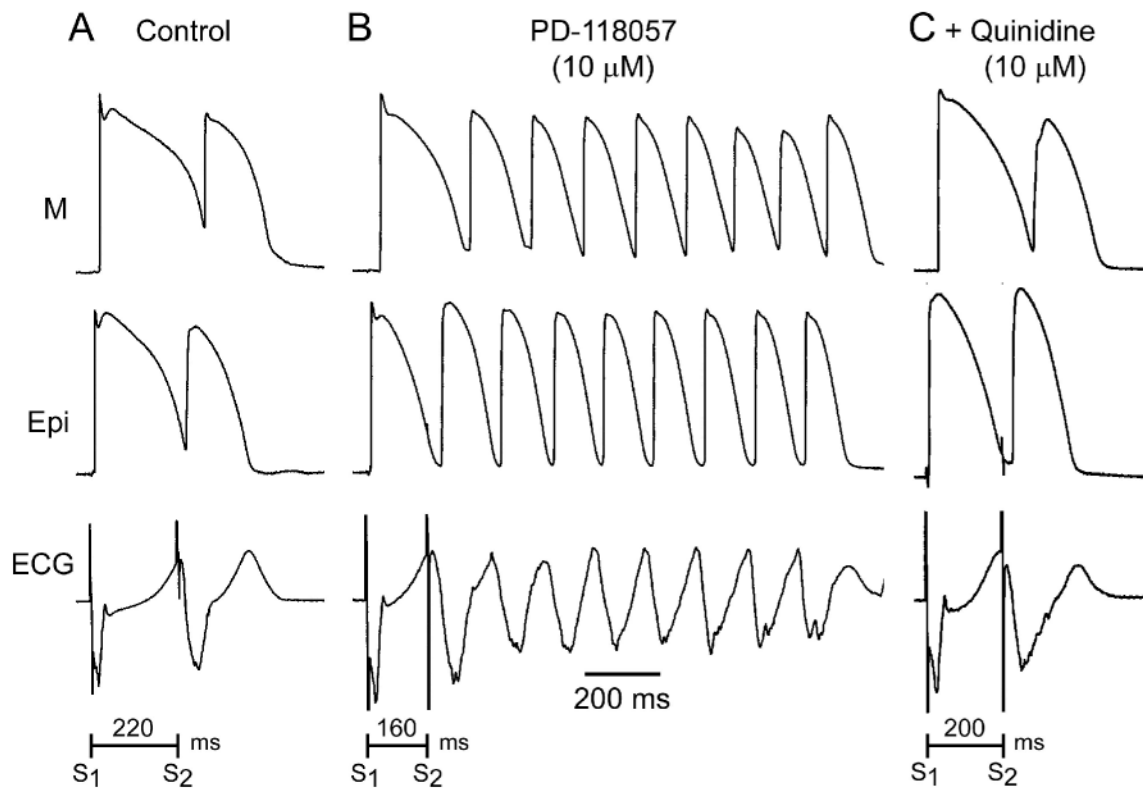 A Control
B PD-118057
(10 μM)
C + Quinidine
(10 μM)
M
Epi
ECG
200 ms
220 ms
S1 S2
160 ms
S1 S2
200 ms
S1 S2